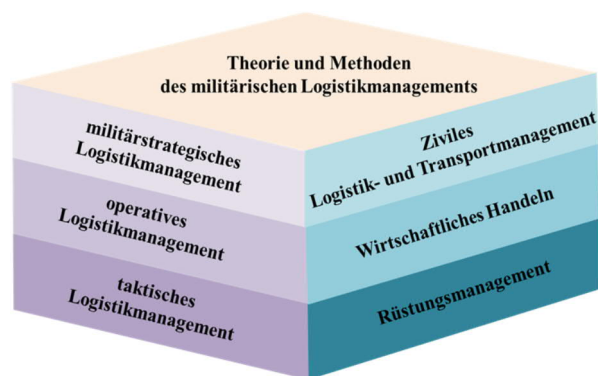 Theorie und Methoden
des militärischen Logistikmanagements
militärstrategisches
Logistikmanagement
operatives
Logistikmanagement
taktisches
Logistikmanagement
Ziviles
Logistik- und Transportmanagement
Wirtschaftliches Handeln
Rüstungsmanagement